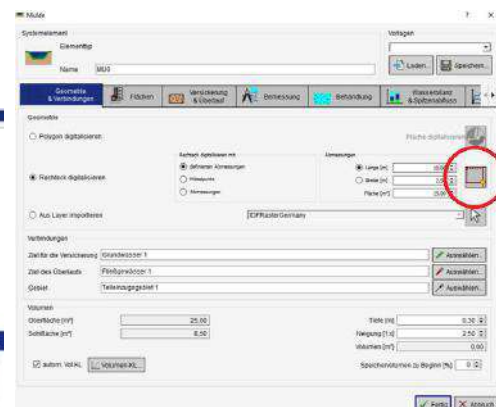 Mulde ? ×
Systemelement Vorlagen
Elementtyp
Name
Laden... Speichern...
Geometrie & Verbindungen Flächen Versickerung & Überlauf Bemessung Behandlung Wasserbilanz & Spitzenabfluss
Geometrie
Polygon digitalisieren Fläche digitalisieren
Rechteck digitalisieren mit Abmessungen
Rechteck digitalisieren definierten Abmessungen Länge [m]
Mittelpunkt Breite [m]
Abmessungen Fläche [m²]
Aus Layer importieren IDFRasterGermany
Verbindungen
Ziel für die Versickerung Grundwasser 1 Auswählen...
Ziel des Überlaufs Fließgewässer 1 Auswählen...
Gebiet Teileinzugsgebiet 1 Auswählen...
Volumen
Oberfläche [m²] 25,00 Tiefe [m] 0,30
Sohlfläche [m²] 8,50 Neigung [1:x] 2,50
Volumen [m³] 0,00
autom. Vol.KL Volumen-KL... Speichervolumen zu Beginn [%] 0
Fertig Abbruch